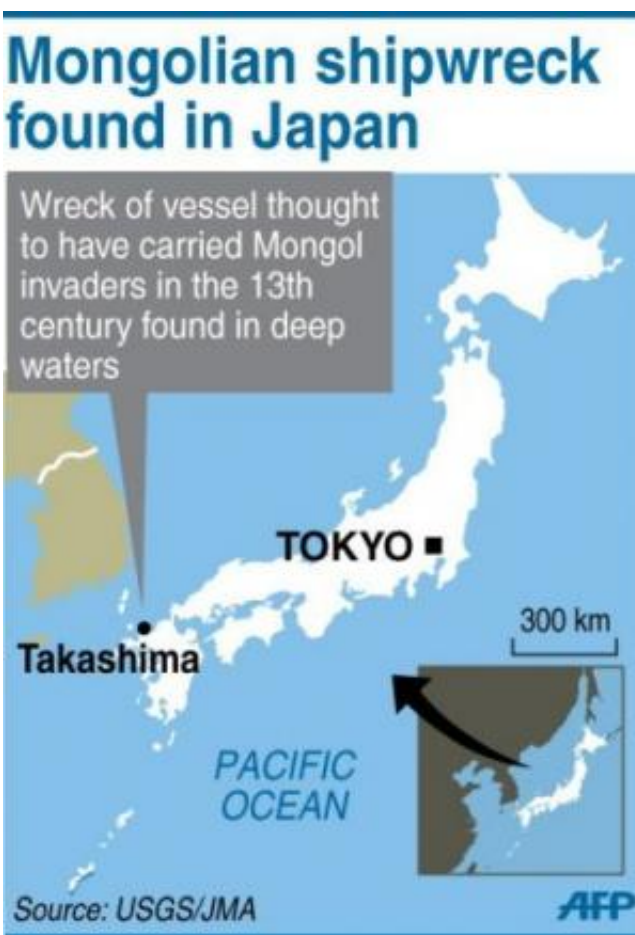 Mongolian shipwreck
found in Japan
Wreck of vessel thought
to have carried Mongol
invaders in the 13th
century found in deep
waters
TOKYO
300 km
Takashima
PACIFIC
OCEAN
Source: USGS/JMA
AFP